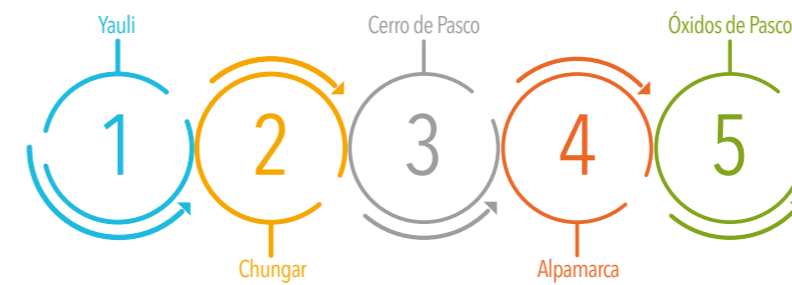 Yauli
1
Chungar
2
Cerro de Pasco
3
Alpamarca
4
Óxidos de Pasco
5